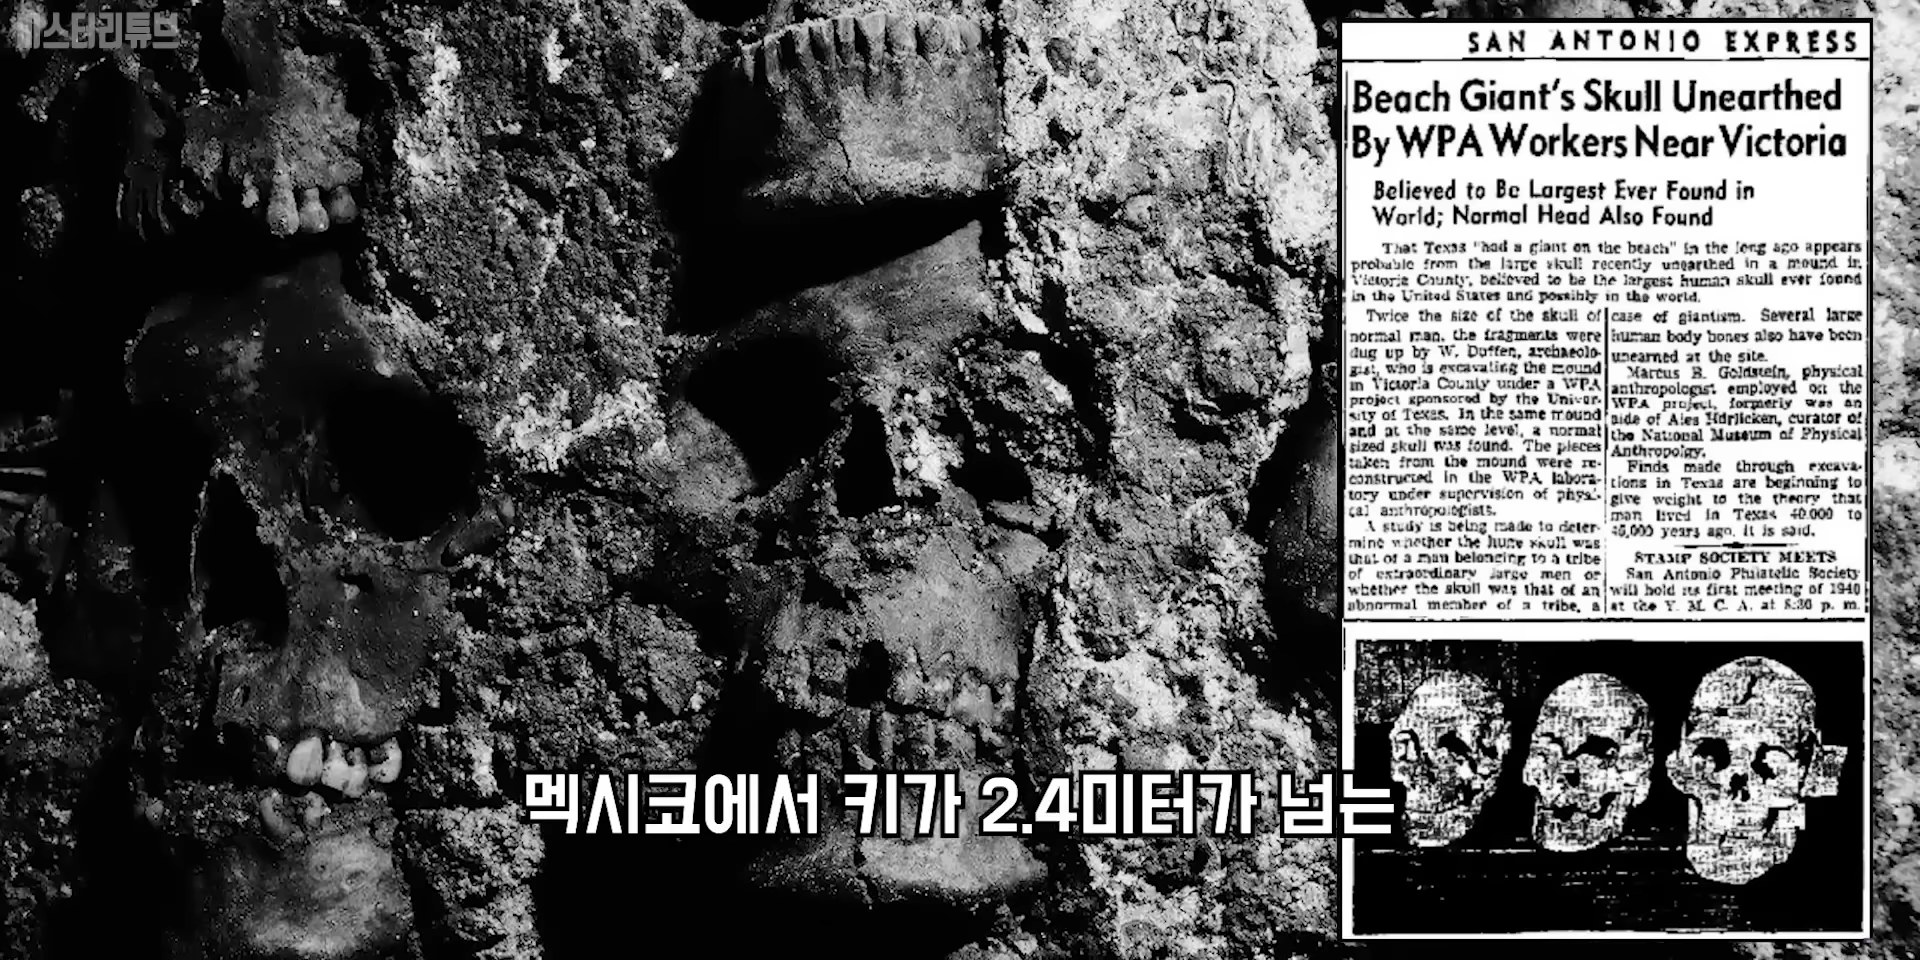 미스터리튜브
SAN ANTONIO EXPRESS
Beach Giant's Skull Unearthed
By WPA Workers Near Victoria
Believed to Be Largest Ever Found in
World; Normal Head Also Found
That Texas "had a giant on the beach" in the long ago appears
probable from the large skull recently unearthed in a mound in
Victoria County, believed to be the largest human skull ever found
in the United States and possibly in the world.
Twice the size of the skull of
normal man, the fragments were
dug up by W. Duffen, archaeolo-
gist, who is excavating the mound
in Victoria County under a WPA
project sponsored by the Univer-
sity of Texas. In the same mound
and at the same level, a normal
sized skull was found. The pieces
taken from the mound were re-
constructed in the WPA labora-
tory under supervision of physi-
cal anthropologists.
A study is being made to deter-
mine whether the huge skull was
that of a man belonging to a tribe
of extraordinary large men or
whether the skull was that of an
abnormal member of a tribe, a
case of giantism. Several large
human body bones also have been
unearned at the site.
Marcus B. Goldstein, physical
anthropologist employed on the
WPA project, formerly was an
aide of Ales Hdrlicken, curator of
the National Museum of Physical
Anthropolgy.
Finds made through excava-
tions in Texas are beginning to
give weight to the theory that
man lived in Texas 40,000 to
45,000 years ago, it is said.
STAMP SOCIETY MEETS
San Antonio Philatelic Society
will hold its first meeting of 1940
at the Y. M. C. A. at 8:30 p. m.
멕시코에서 키가 2.4미터가 넘는